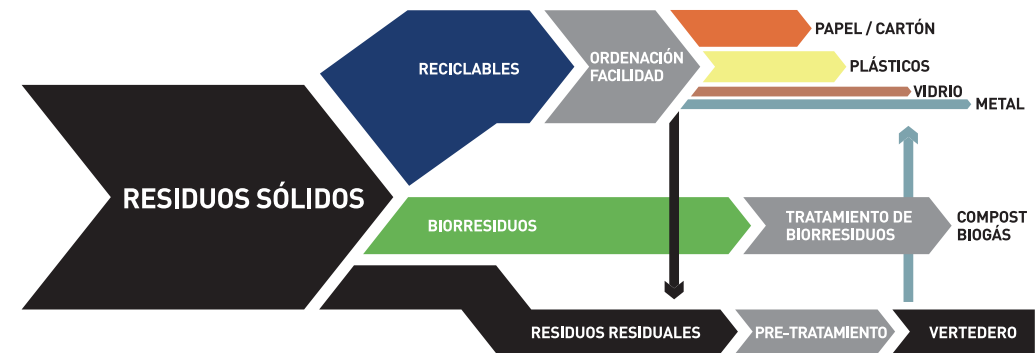 RESIDUOS SÓLIDOS
RECICLABLES
ORDENACIÓN
FACILIDAD
PAPEL / CARTÓN
PLÁSTICOS
VIDRIO
METAL
BIORRESIDUOS
TRATAMIENTO DE
BIORRESIDUOS
COMPOST
BIOGÁS
RESIDUOS RESIDUALES
PRE-TRATAMIENTO
VERTEDERO